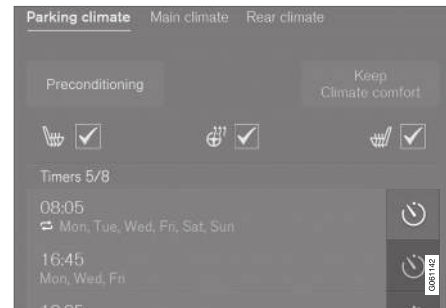 Parking climate Main climate Rear climate
Preconditioning
Keep
Climate comfort
Timers 5/8
08:05
Mon, Tue, Wed, Fri, Sat, Sun
16:45
Mon, Wed, Fri
G061142